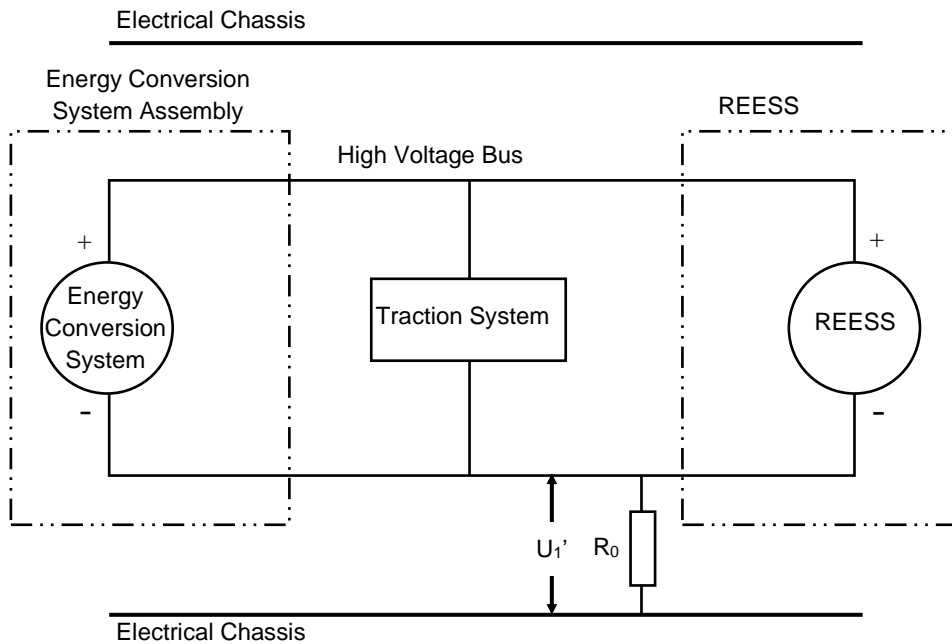 Electrical Chassis
Energy Conversion
System Assembly
REESS
High Voltage Bus
+
+
Energy
Conversion
System
Traction System
REESS
-
-
U₁’
R₀
Electrical Chassis